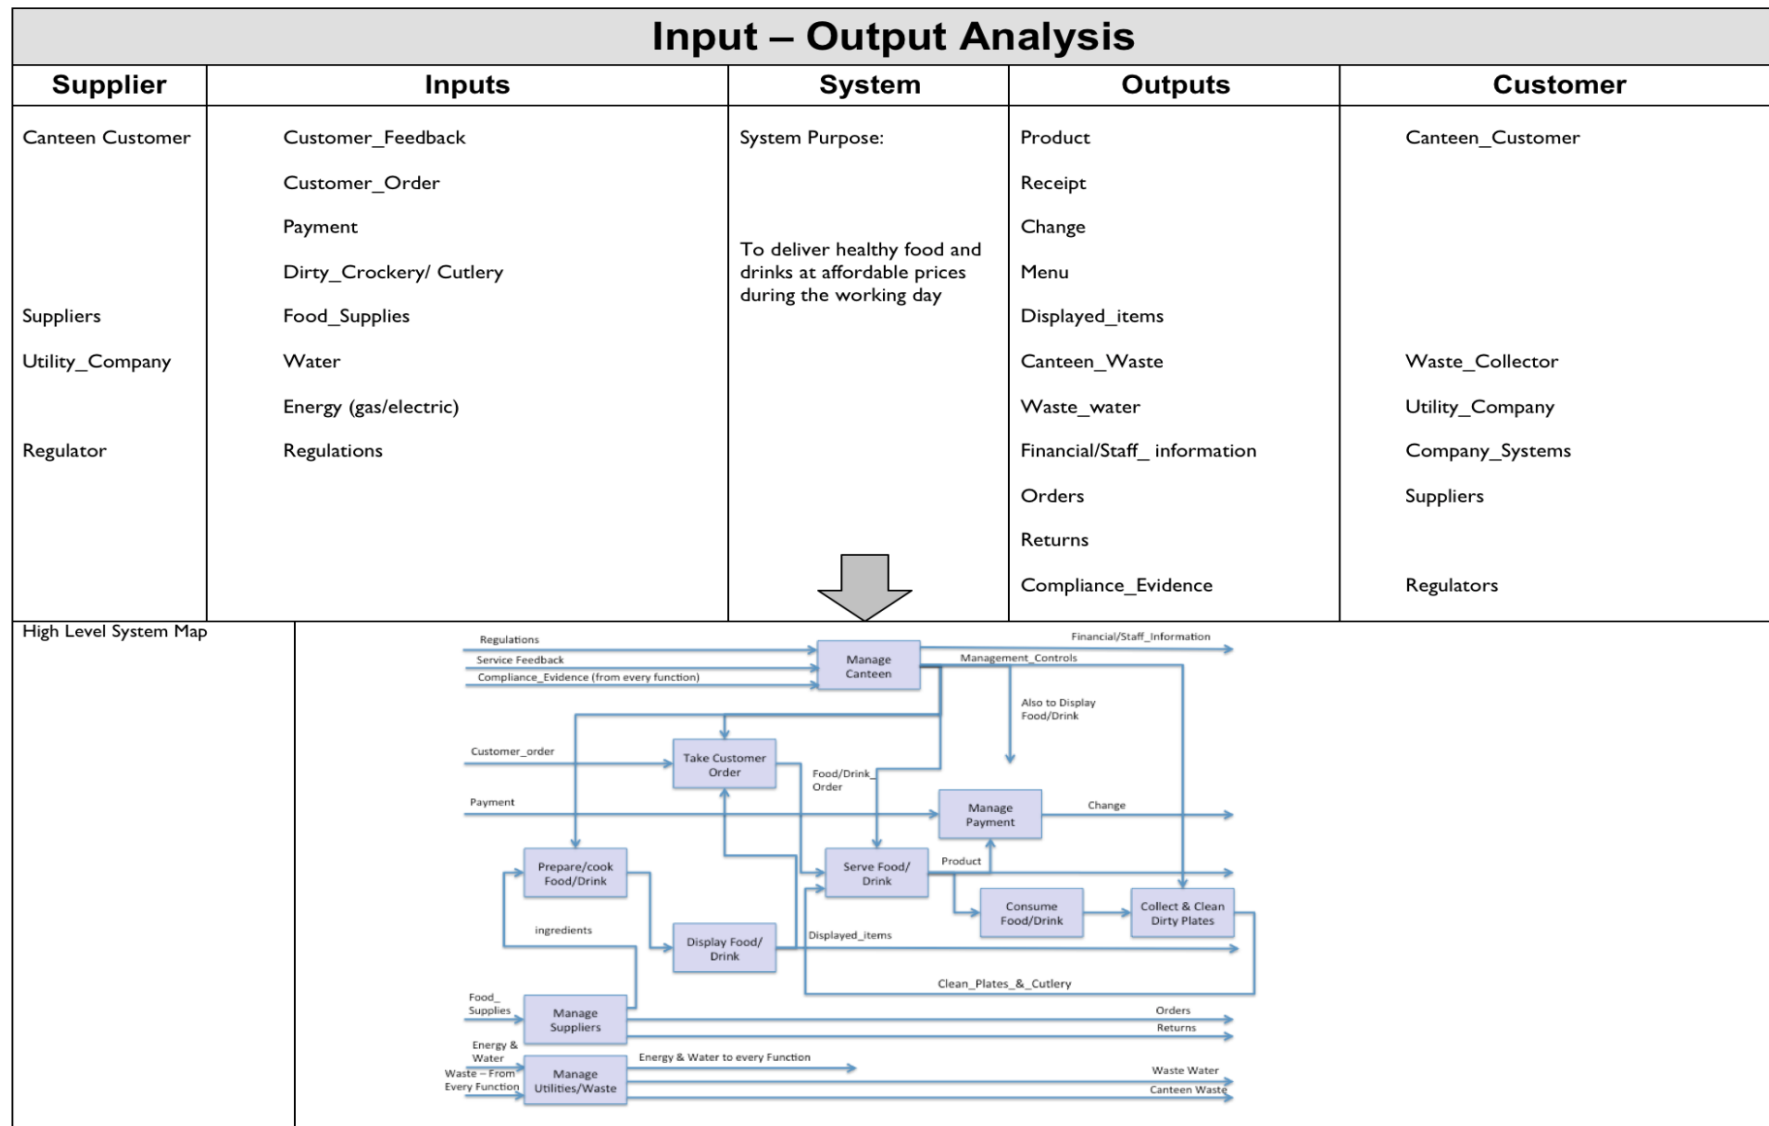 Input – Output Analysis
Supplier
Inputs
System
Outputs
Customer
Canteen Customer
Customer_Feedback
System Purpose:
Product
Canteen_Customer
Customer_Order
Receipt
Payment
Change
To deliver healthy food and
drinks at affordable prices
during the working day
Dirty_Crockery/ Cutlery
Menu
Suppliers
Food_Supplies
Displayed_items
Utility_Company
Water
Canteen_Waste
Waste_Collector
Energy (gas/electric)
Waste_water
Utility_Company
Regulator
Regulations
Financial/Staff_ information
Company_Systems
Orders
Suppliers
Returns
Compliance_Evidence
Regulators
High Level System Map
Regulations
Financial/Staff_Information
Service Feedback
Manage
Canteen
Management_Controls
Compliance_Evidence (from every function)
Also to Display
Food/Drink
Customer_order
Take Customer
Order
Food/Drink_
Order
Payment
Manage
Payment
Change
Prepare/cook
Food/Drink
Serve Food/
Drink
Product
Consume
Food/Drink
Collect & Clean
Dirty Plates
ingredients
Display Food/
Drink
Displayed_items
Clean_Plates_&_Cutlery
Food_
Supplies
Manage
Suppliers
Orders
Returns
Energy &
Water
Energy & Water to every Function
Waste – From
Every Function
Manage
Utilities/Waste
Waste Water
Canteen Waste